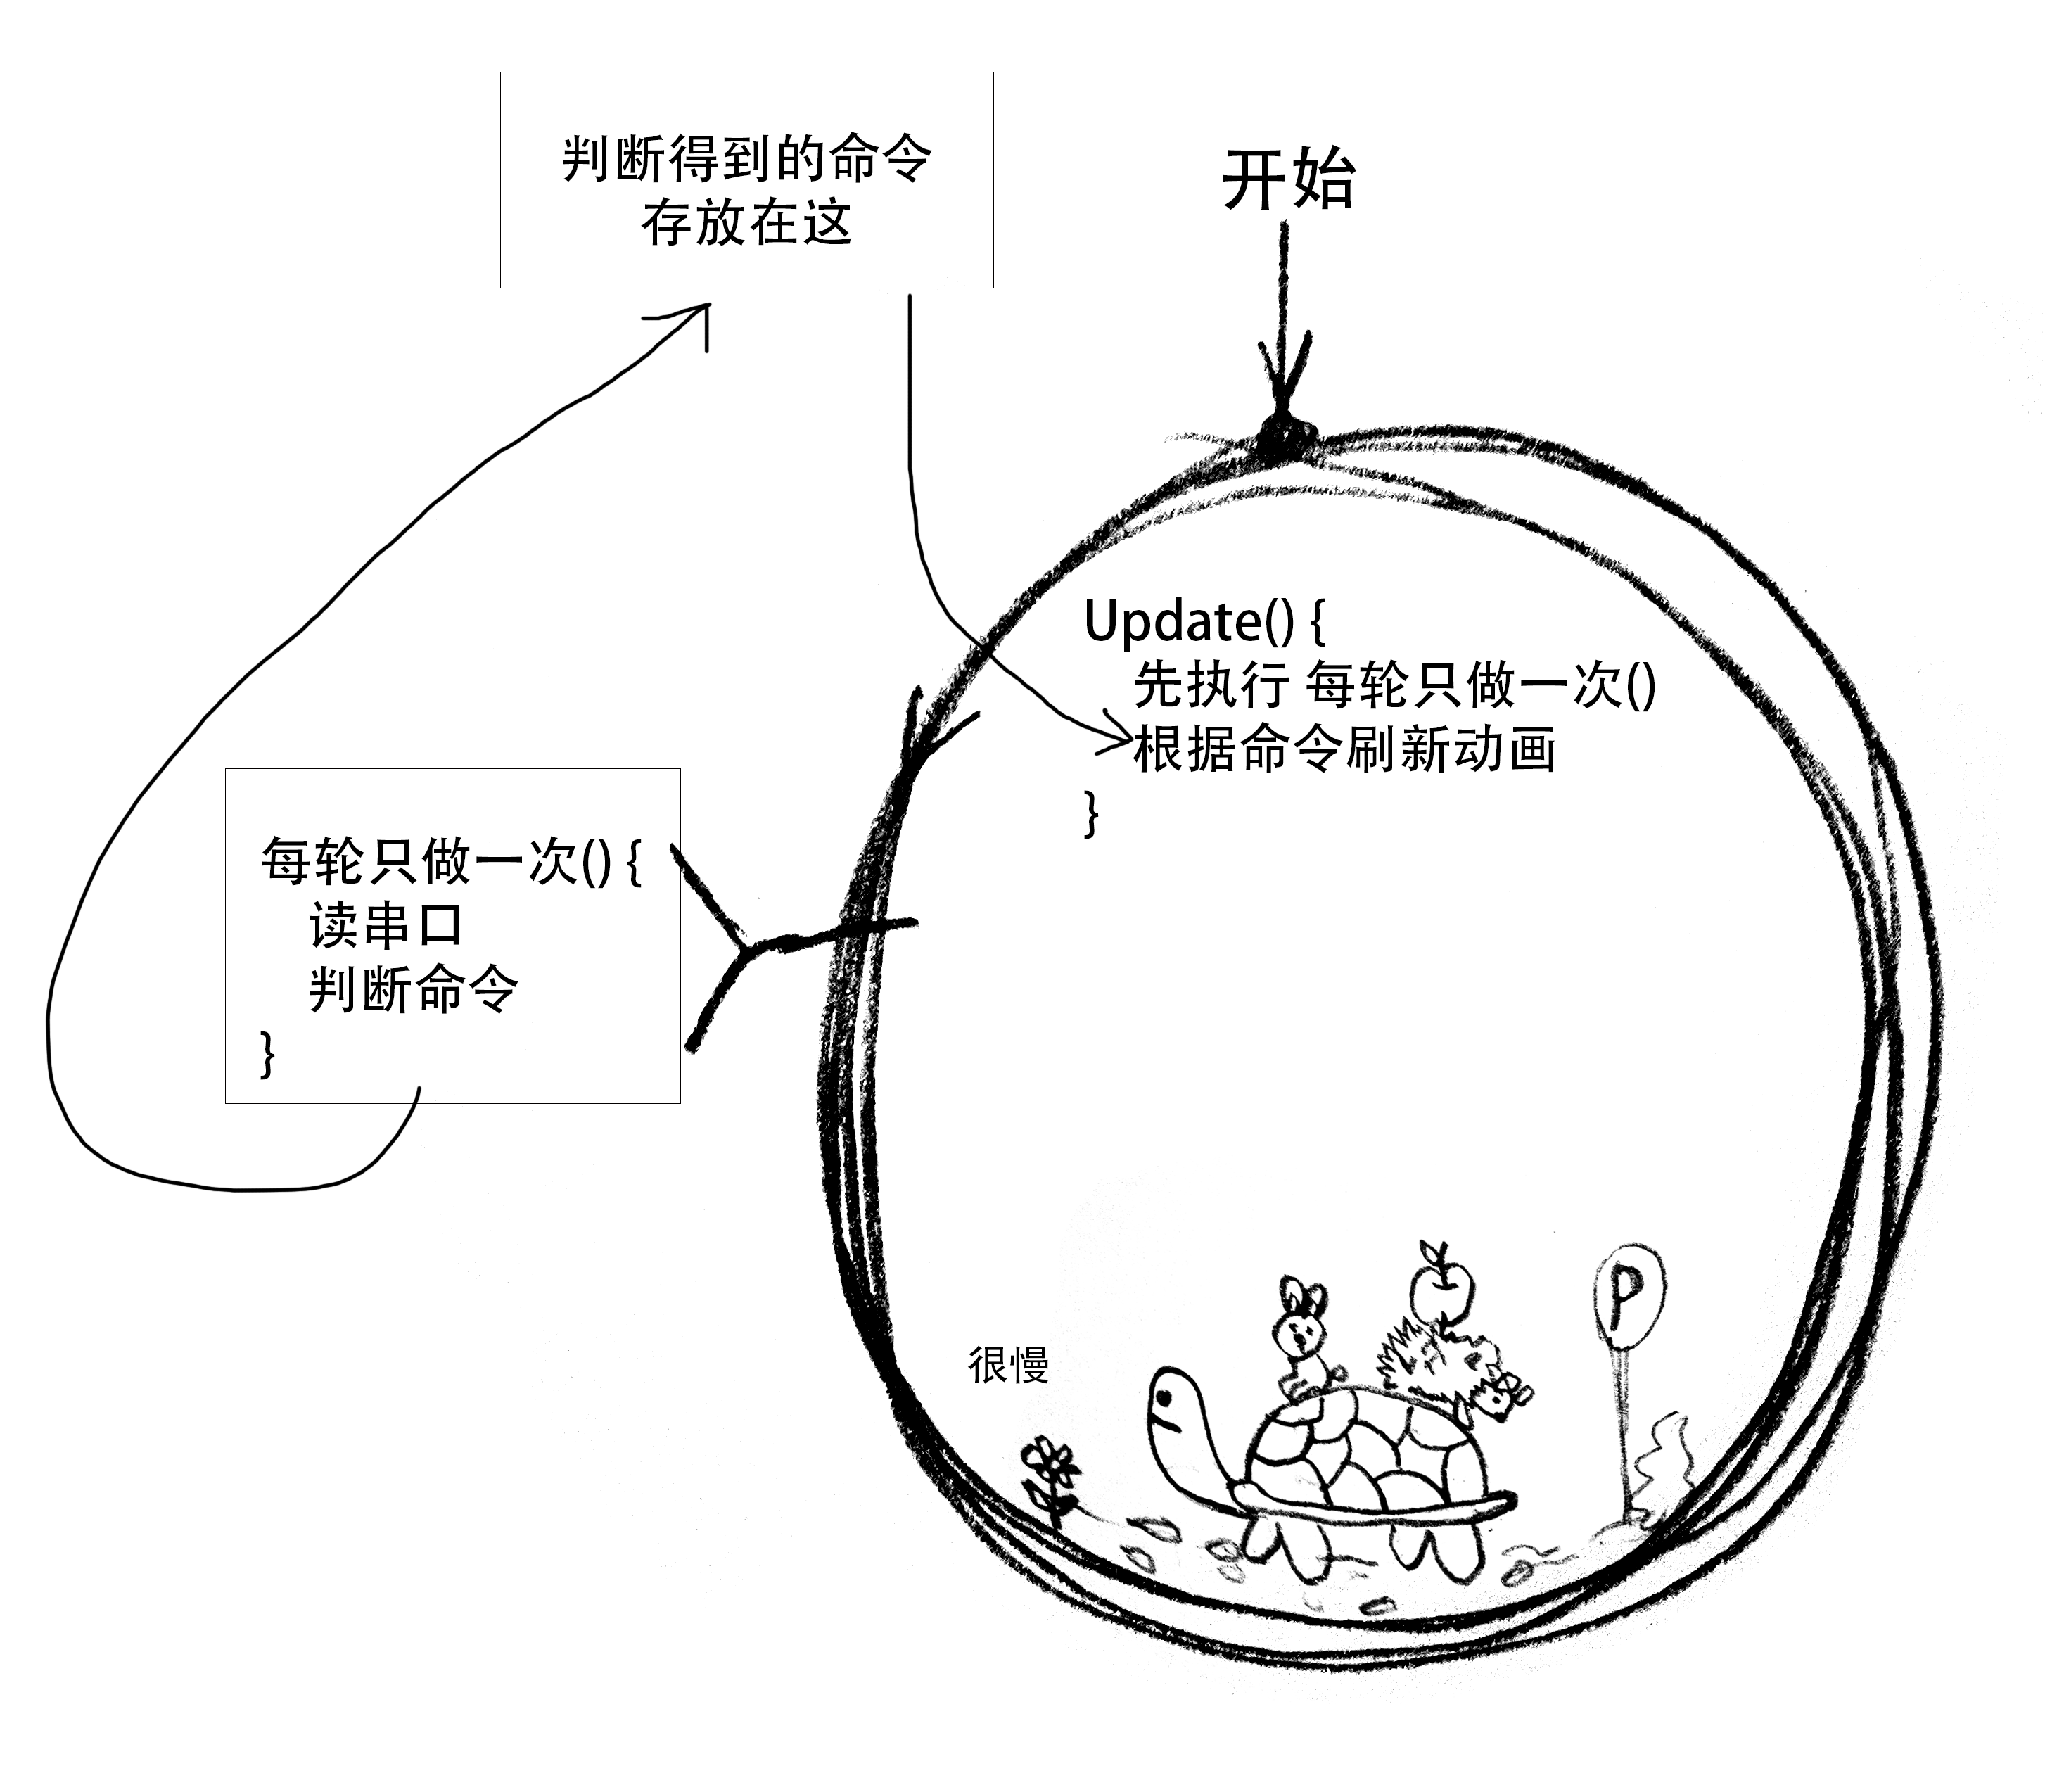 判断得到的命令
存放在这
开始
Update() {
先执行 每轮只做一次()
根据命令刷新动画
}
每轮只做一次() {
读串口
判断命令
}
很慢
P